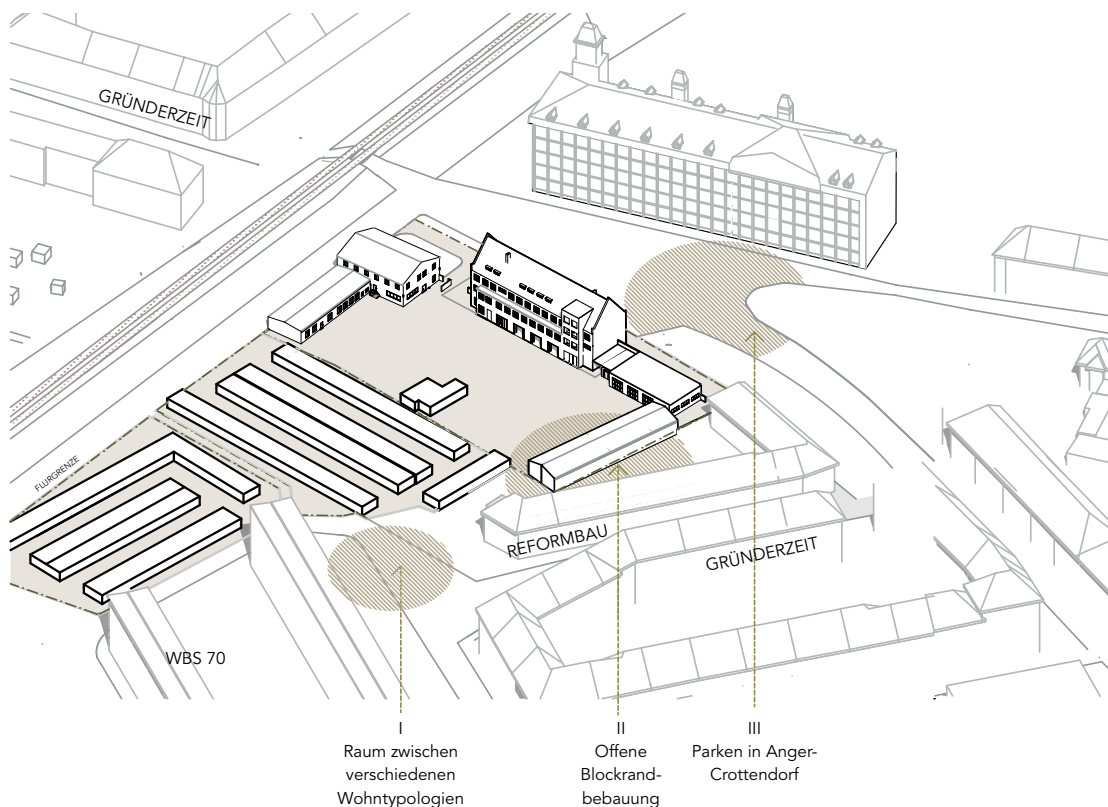 GRÜNDERZEIT
FLURGRENZE
REFORMBAU
GRÜNDERZEIT
WBS 70
I
Raum zwischen
verschiedenen
Wohntypologien
II
Offene
Blockrand-
bebauung
III
Parken in Anger-
Crottendorf